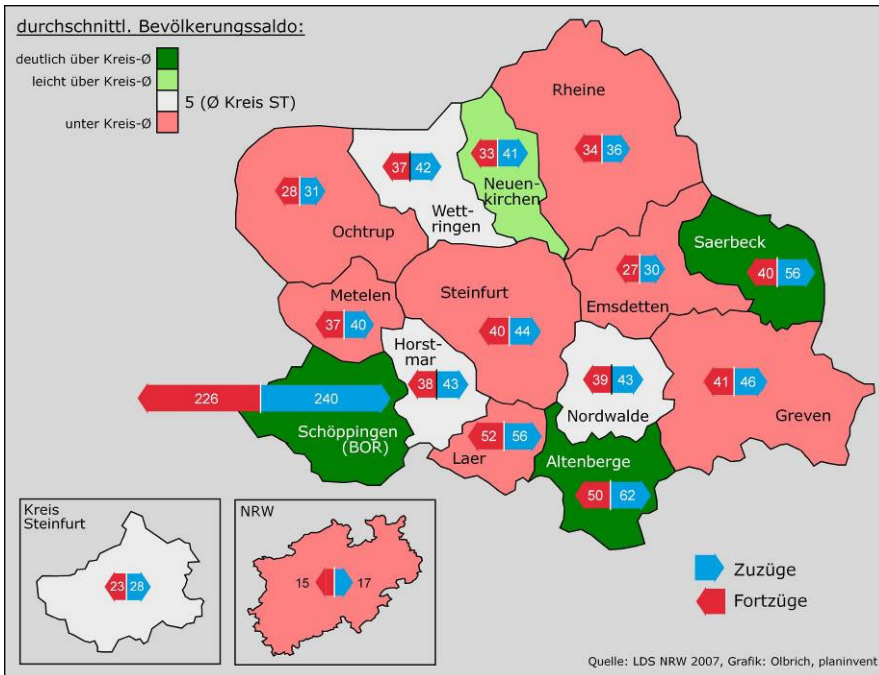 durchschnittl. Bevölkerungssaldo:
deutlich über Kreis-Ø
leicht über Kreis-Ø
5 (Ø Kreis ST)
unter Kreis-Ø
Rheine
34 36
33 41
Neuen-
kirchen
37 42
Wett-
ringen
28 31
Ochtrup
Saerbeck
40 56
27 30
Emsdetten
Metelen
37 40
Steinfurt
40 44
Horst-
mar
38 43
39 43
Nordwalde
41 46
Greven
226 240
Schöppingen
(BOR)
52 56
Laer
Altenberge
50 62
Kreis
Steinfurt
23 28
NRW
15 17
Zuzüge
Fortzüge
Quelle: LDS NRW 2007, Grafik: Olbrich, planinvent